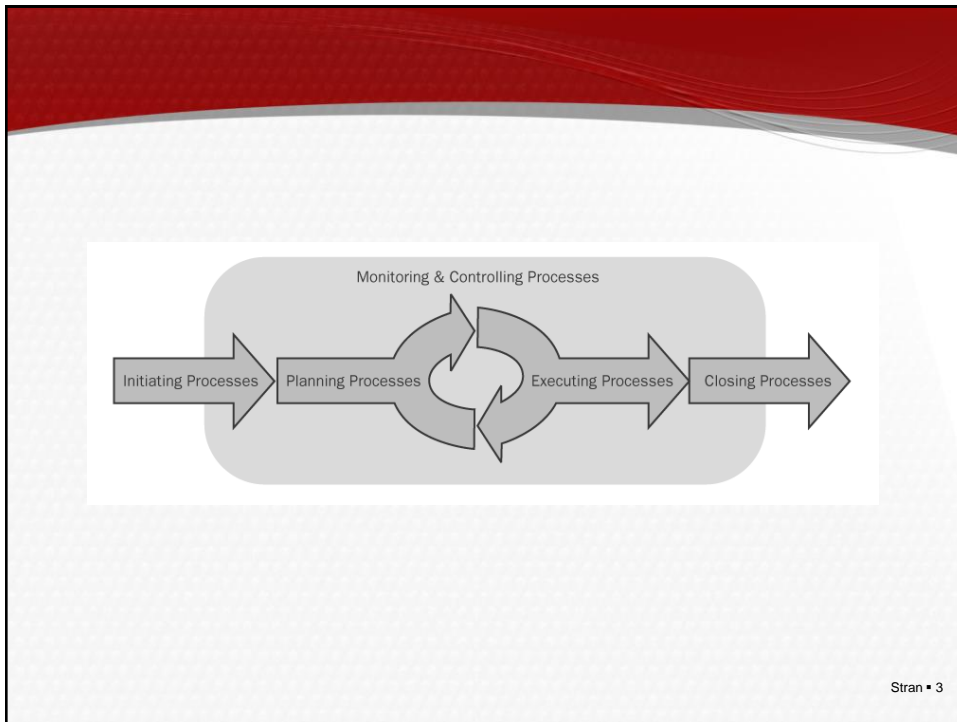 Monitoring & Controlling Processes
Initiating Processes
Planning Processes
Executing Processes
Closing Processes
Stran ▪ 3